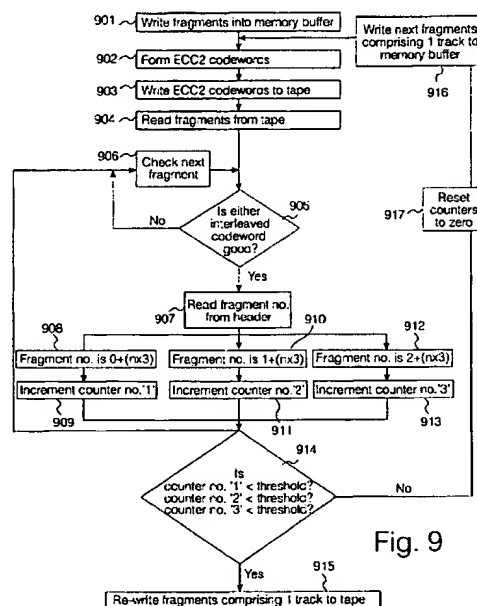 901
Write fragments into memory buffer
902
Form ECC2 codewords
903
Write ECC2 codewords to tape
904
Read fragments from tape
Write next fragments
comprising 1 track to
memory buffer
916
906
Check next
fragment
905
Is either
interleaved
codeword
good?
No
Yes
917
Reset
counters
to zero
907
Read fragment no.
from header
908
910
912
Fragment no. is 0+(nx3)
Fragment no. is 1+(nx3)
Fragment no. is 2+(nx3)
Increment counter no.'1'
Increment counter no.'2'
Increment counter no.'3'
909
911
913
914
Is
counter no. '1' < threshold?
counter no. '2' < threshold?
counter no. '3' < threshold?
No
Yes
Fig. 9
915
Re-write fragments comprising 1 track to tape